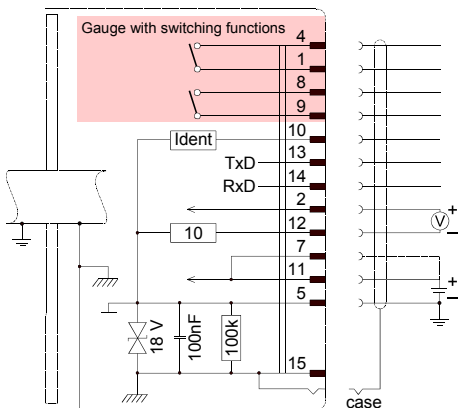 Gauge with switching functions
4
1
8
9
Ident
10
TxD
13
RxD
14
2
V
+
–
10
12
7
11
+
–
5
18 V
100nF
100k
15
case